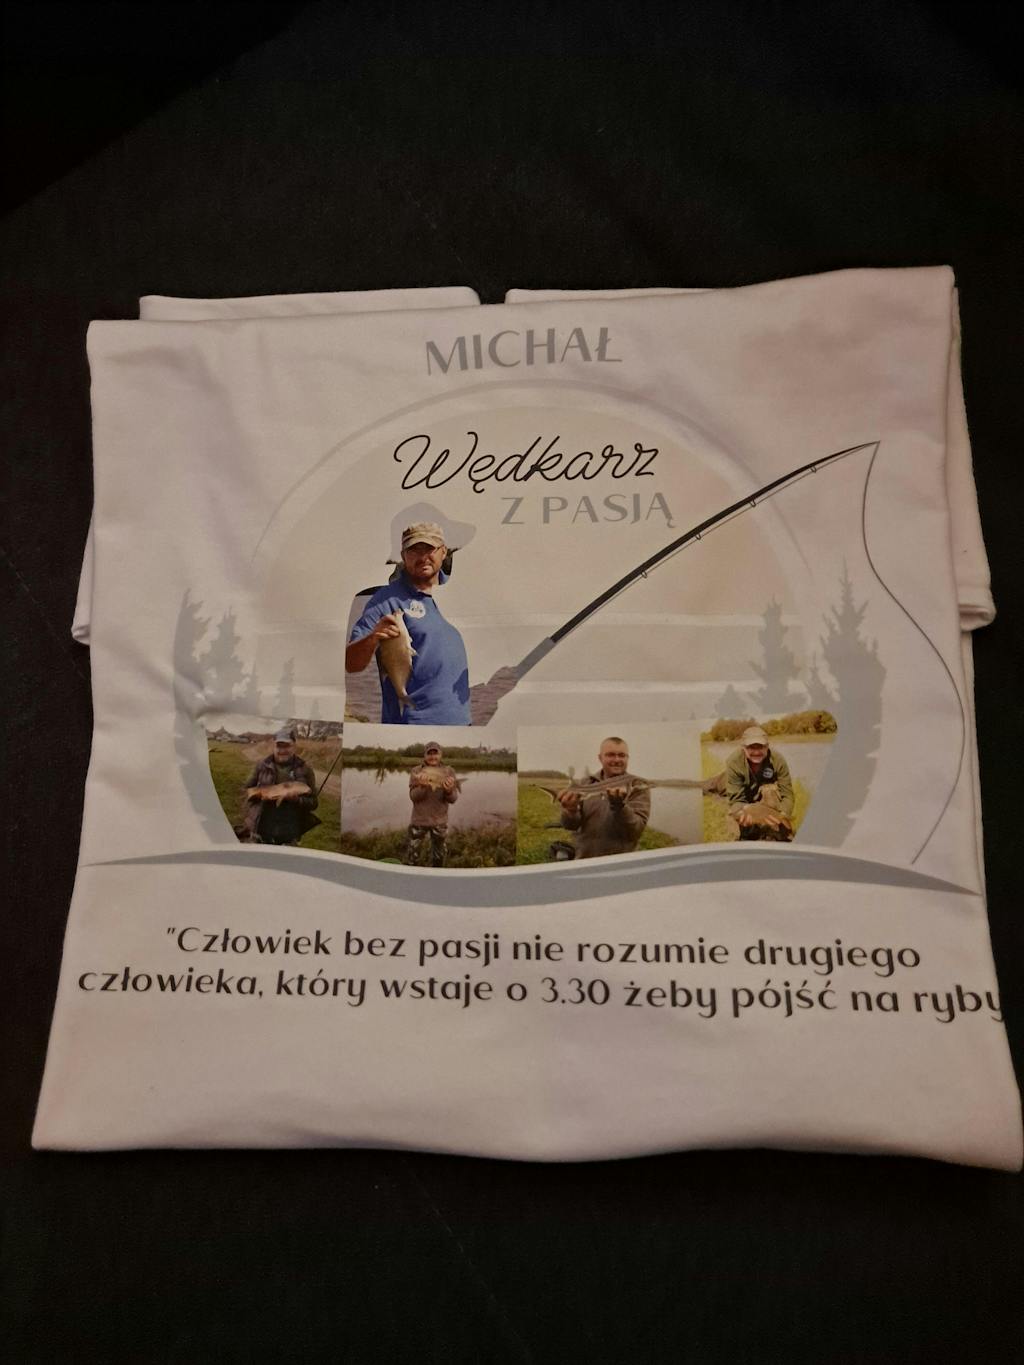 MICHAŁ
Wędkarz
Z PASJĄ
"Człowiek bez pasji nie rozumie drugiego
człowieka, który wstaje o 3.30 żeby pójść na ryby